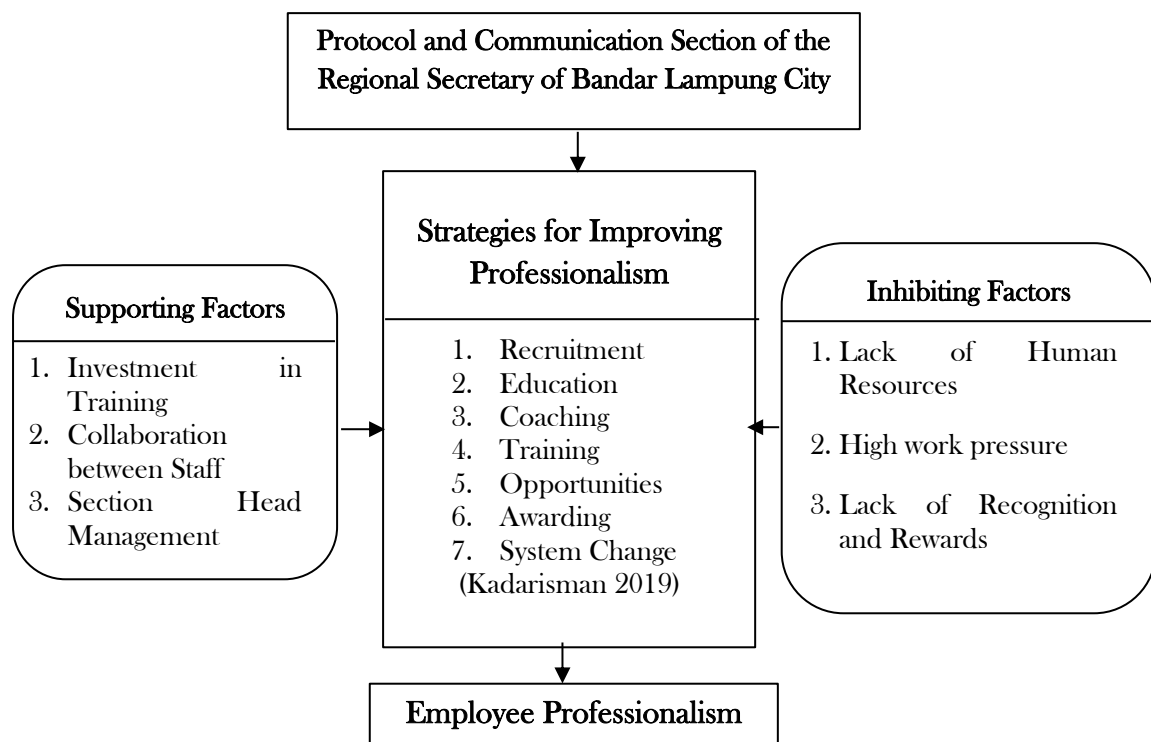 Protocol and Communication Section of the
Regional Secretary of Bandar Lampung City
Strategies for Improving
Professionalism
1. Recruitment
2. Education
3. Coaching
4. Training
5. Opportunities
6. Awarding
7. System Change
(Kadarisman 2019)
Supporting Factors
1. Investment in
Training
2. Collaboration
between Staff
3. Section Head
Management
Inhibiting Factors
1. Lack of Human
Resources
2. High work pressure
3. Lack of Recognition
and Rewards
Employee Professionalism